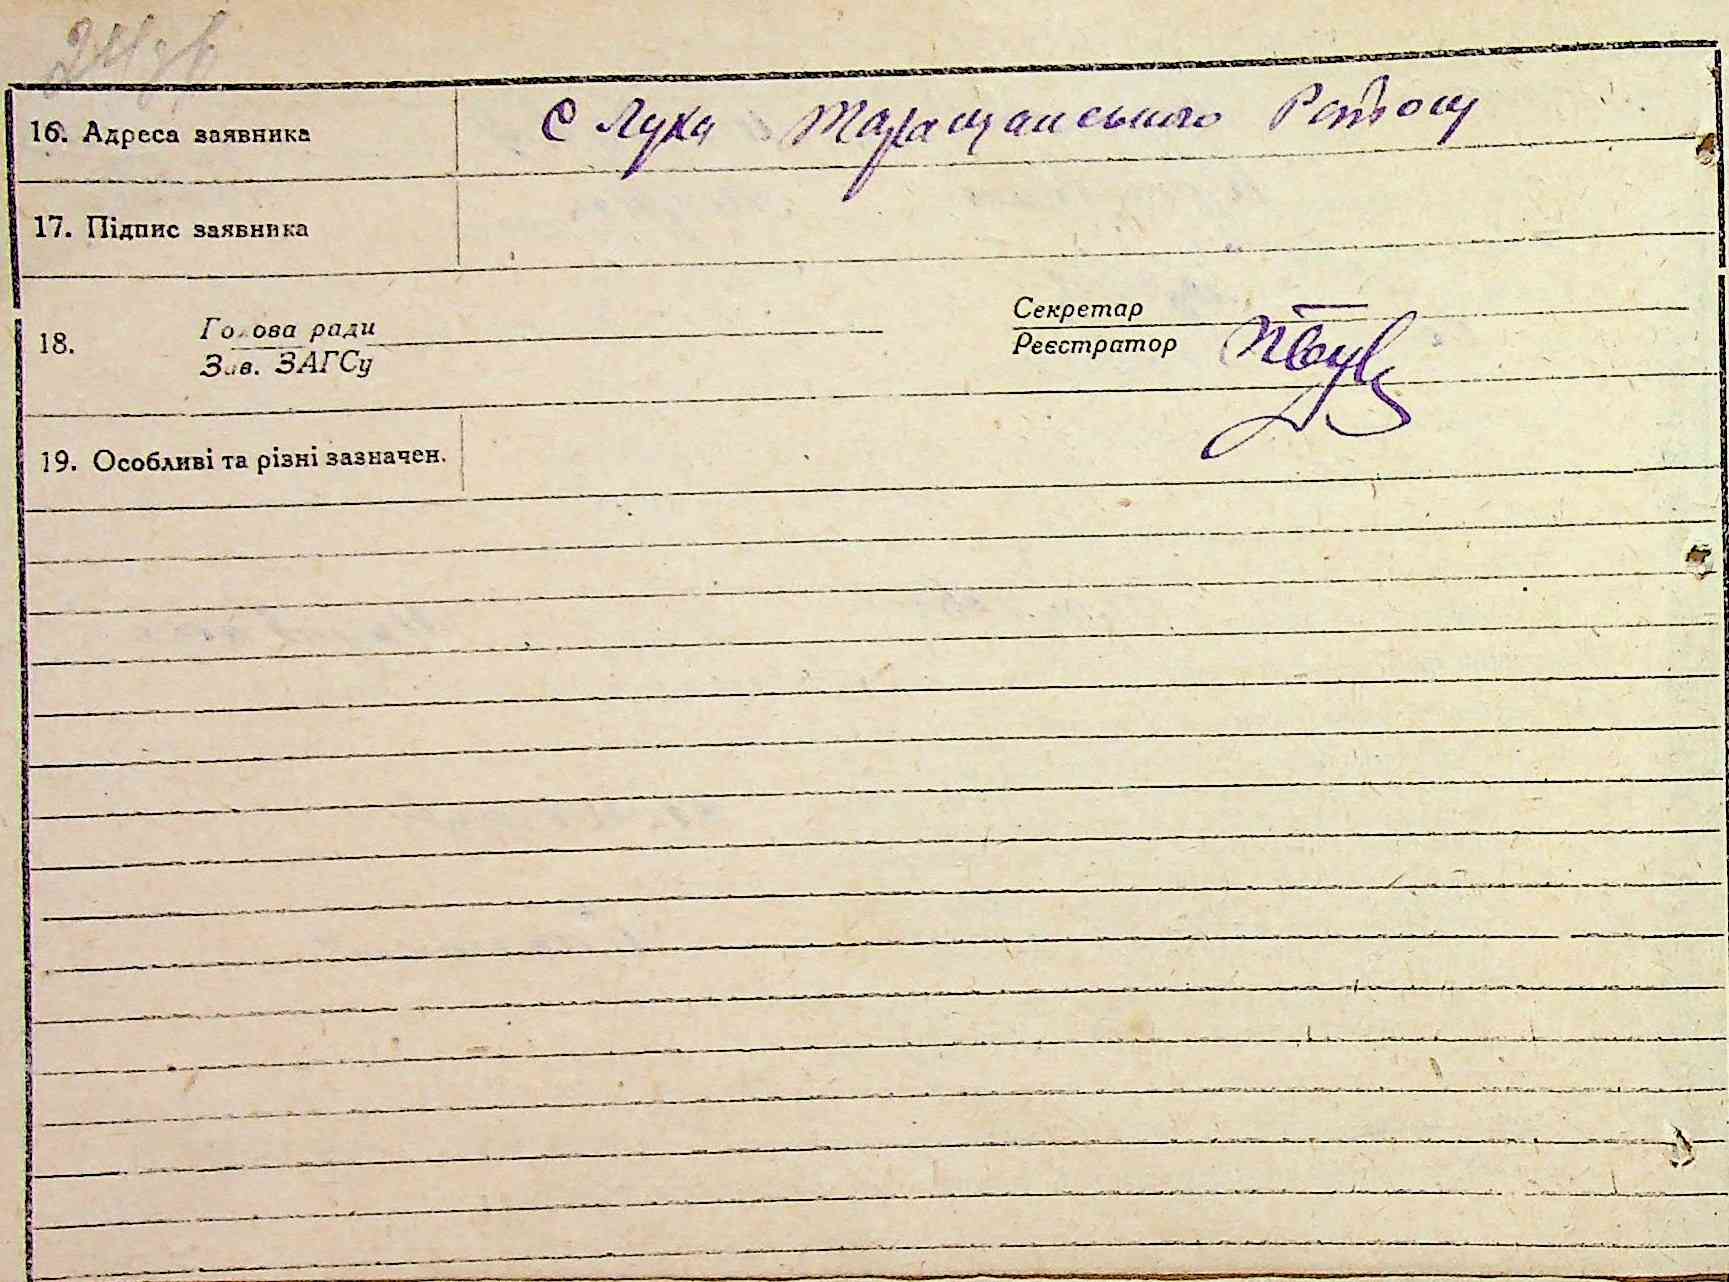 16. Адреса заявника С Лука Таращанського Району
17. Підпис заявника
18. Голова ради
Зав. ЗАГСу
Секретар
Реєстратор
19. Особливі та різні зазначен.